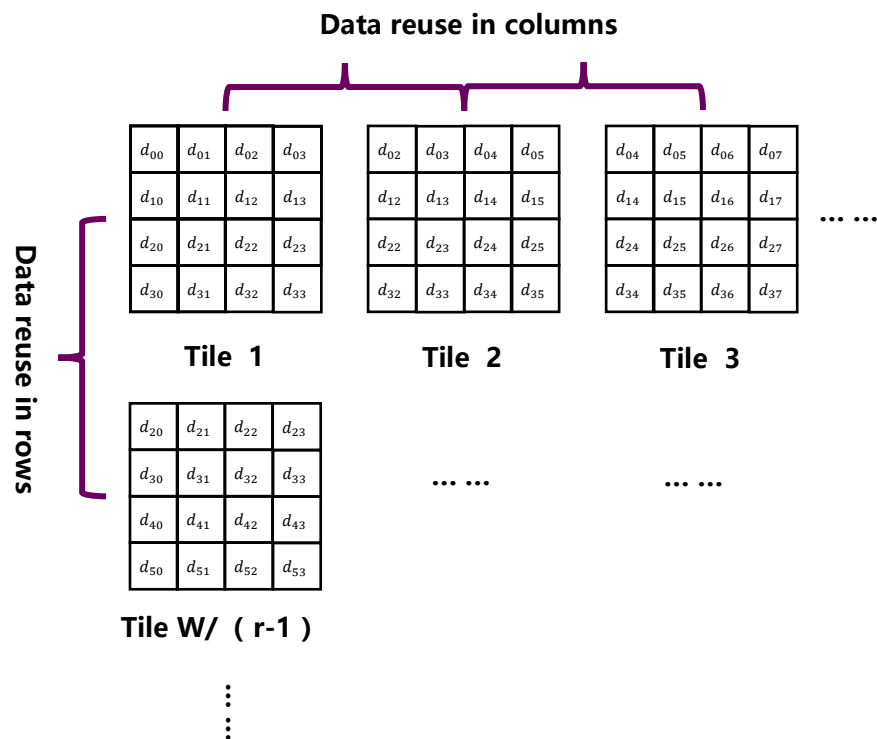 Data reuse in columns
d00 d01 d02 d03
d10 d11 d12 d13
d20 d21 d22 d23
d30 d31 d32 d33
Tile 1
d02 d03 d04 d05
d12 d13 d14 d15
d22 d23 d24 d25
d32 d33 d34 d35
Tile 2
d04 d05 d06 d07
d14 d15 d16 d17
d24 d25 d26 d27
d34 d35 d36 d37
Tile 3
... ...
Data reuse in rows
d20 d21 d22 d23
d30 d31 d32 d33
d40 d41 d42 d43
d50 d51 d52 d53
Tile W/ ( r-1 )
... ...
... ...
... ...